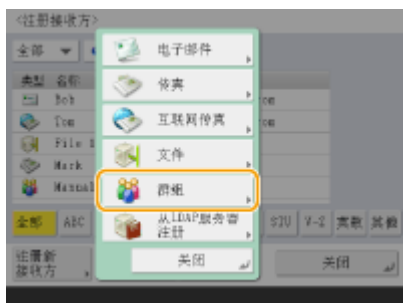 <注册接收方>
全部
类型 名称
Bob
Tom
File
Mark
全部 ABC STU V-Z 其他
注册新
接收方
关闭
电子邮件
传真
互联网传真
文件
群组
从LDAP服务器
注册
关闭